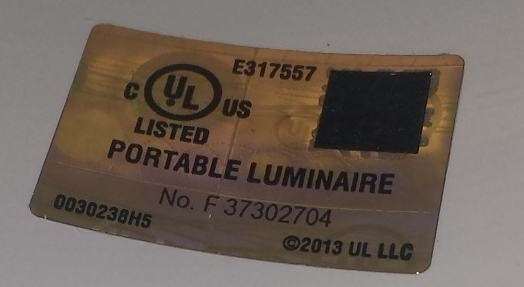 E317557
C UL US
LISTED
PORTABLE LUMINAIRE
No. F 37302704
0030238H5
©2013 UL LLC